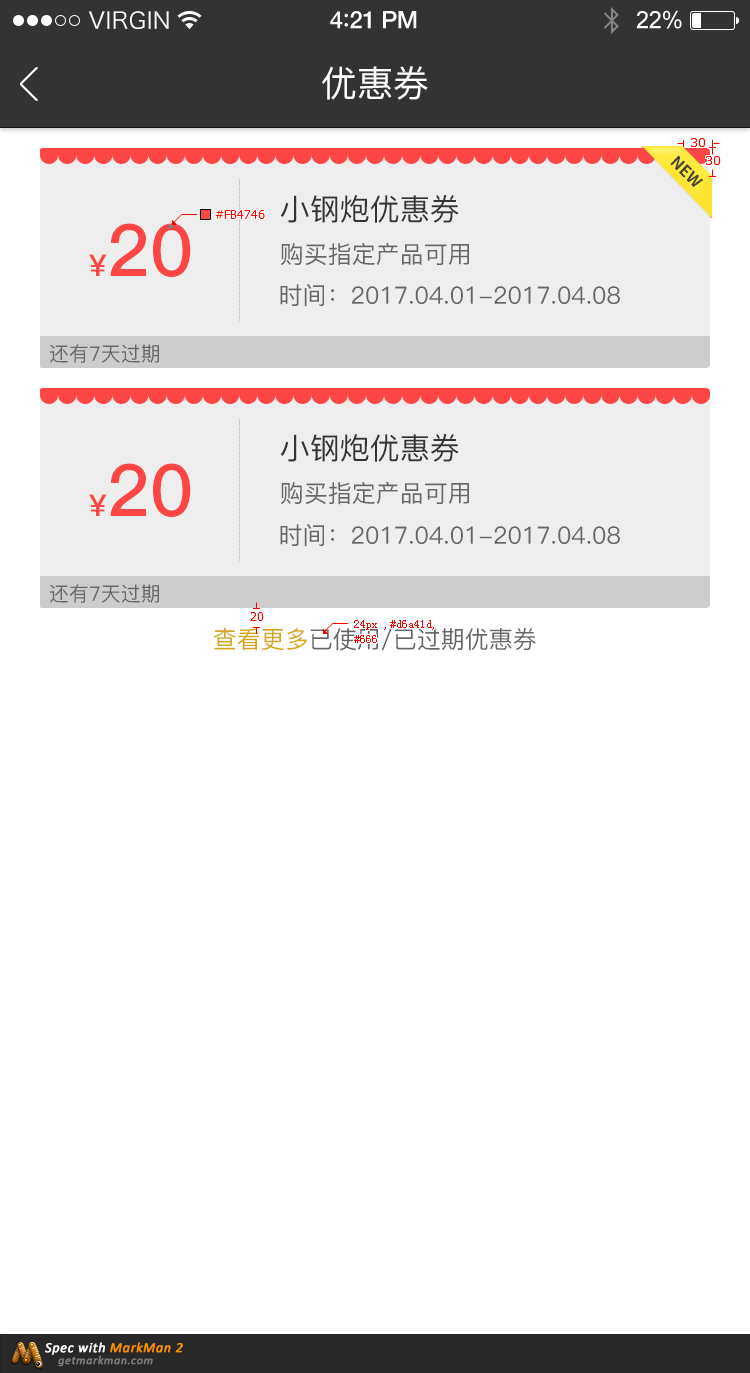 VIRGIN 4:21 PM 22%
优惠券
30
30
NEW
¥20
#FB4746
小钢炮优惠券
购买指定产品可用
时间：2017.04.01-2017.04.08
还有7天过期
¥20
小钢炮优惠券
购买指定产品可用
时间：2017.04.01-2017.04.08
还有7天过期
20
24px，#d6a41d,
#666
查看更多已使用/已过期优惠券
Spec with MarkMan 2
getmarkman.com